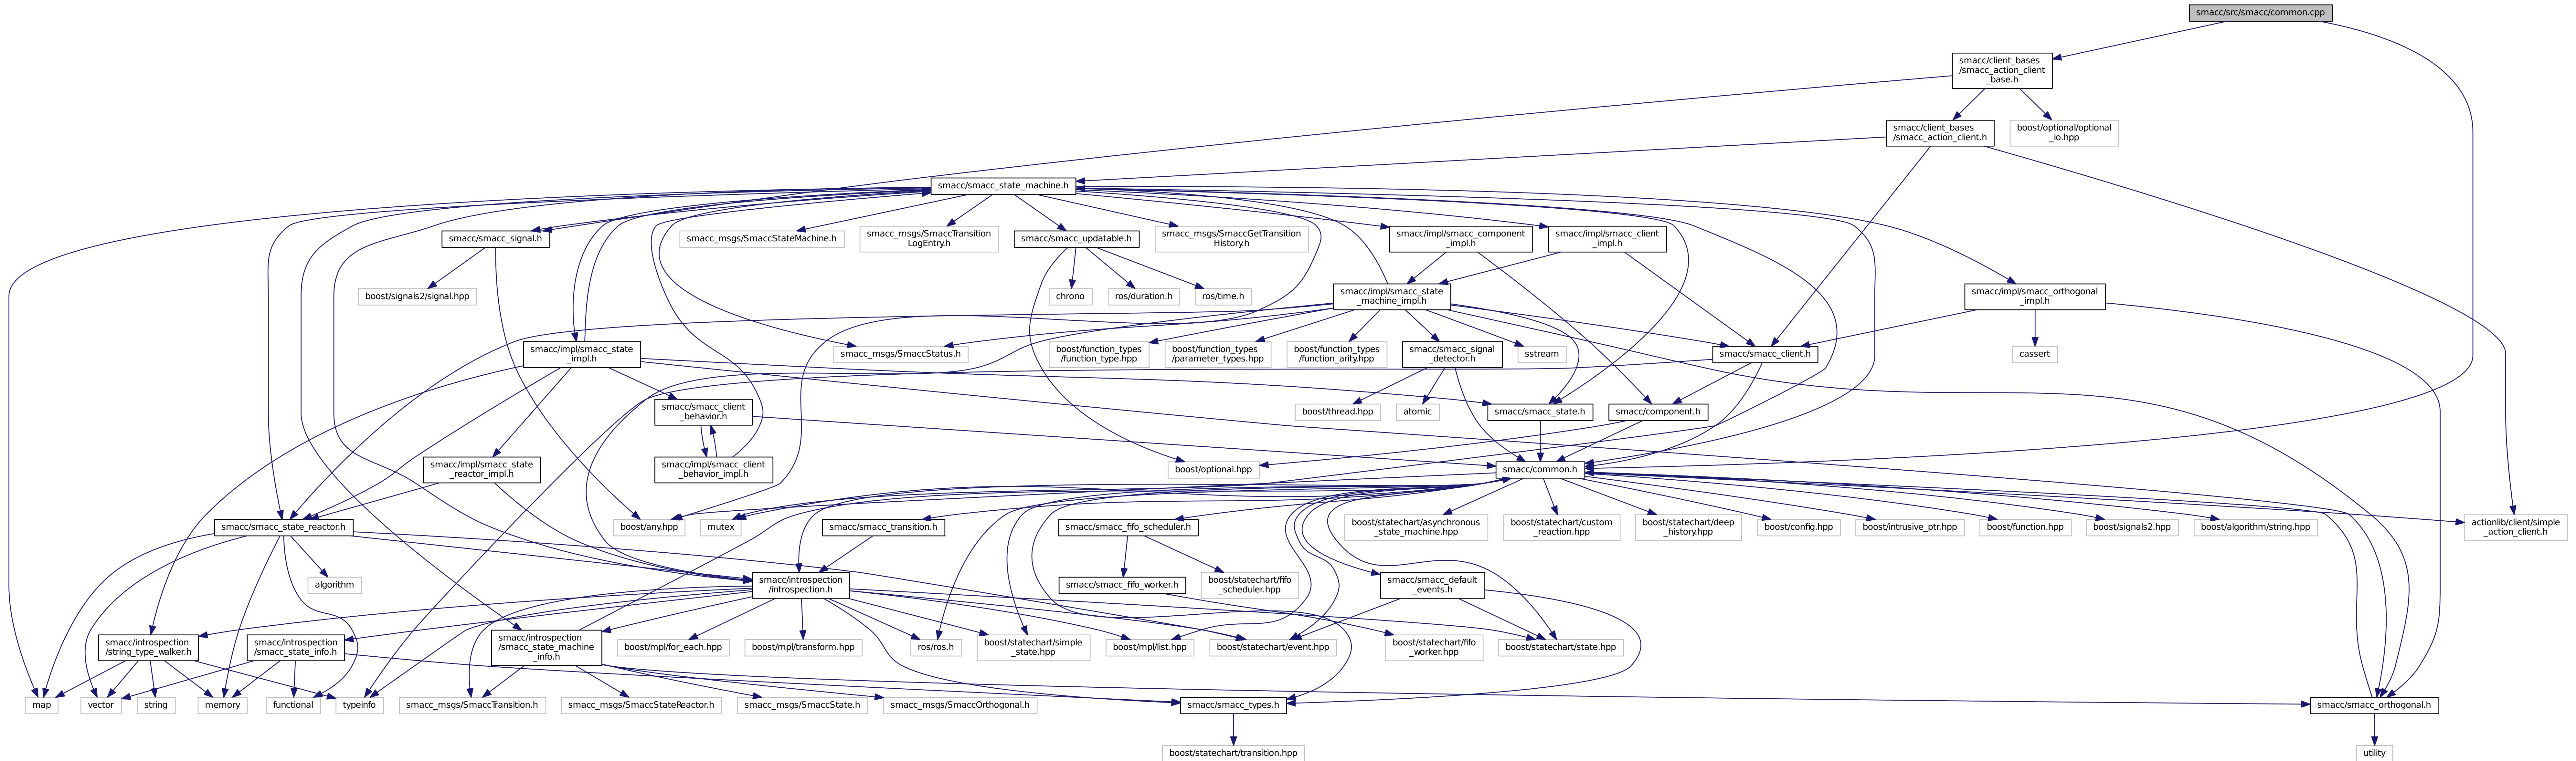 smacc/src/smacc/common.cpp
smacc/client_bases
/smacc_action_client
_base.h
smacc/client_bases
/smacc_action_client.h
boost/optional/optional
_io.hpp
smacc/smacc_state_machine.h
smacc/smacc_signal.h
smacc_msgs/SmaccStateMachine.h
smacc_msgs/SmaccTransition
LogEntry.h
smacc/smacc_updatable.h
smacc_msgs/SmaccGetTransition
History.h
smacc/impl/smacc_component
_impl.h
smacc/impl/smacc_client
_impl.h
boost/signals2/signal.hpp
chrono
ros/duration.h
ros/time.h
smacc/impl/smacc_state
_machine_impl.h
smacc/impl/smacc_orthogonal
_impl.h
smacc/impl/smacc_state
_impl.h
smacc_msgs/SmaccStatus.h
boost/function_types
/function_type.hpp
boost/function_types
/parameter_types.hpp
boost/function_types
/function_arity.hpp
smacc/smacc_signal
_detector.h
sstream
smacc/smacc_client.h
cassert
smacc/smacc_client
_behavior.h
boost/thread.hpp
atomic
smacc/smacc_state.h
smacc/component.h
smacc/impl/smacc_state
_reactor_impl.h
smacc/impl/smacc_client
_behavior_impl.h
boost/optional.hpp
smacc/common.h
smacc/smacc_state_reactor.h
boost/any.hpp
mutex
smacc/smacc_transition.h
smacc/smacc_fifo_scheduler.h
boost/statechart/asynchronous
_state_machine.hpp
boost/statechart/custom
_reaction.hpp
boost/statechart/deep
_history.hpp
boost/config.hpp
boost/intrusive_ptr.hpp
boost/function.hpp
boost/signals2.hpp
boost/algorithm/string.hpp
actionlib/client/simple
_action_client.h
algorithm
smacc/introspection
/introspection.h
smacc/smacc_fifo_worker.h
boost/statechart/fifo
_scheduler.hpp
smacc/smacc_default
_events.h
smacc/introspection
/string_type_walker.h
smacc/introspection
/smacc_state_info.h
smacc/introspection
/smacc_state_machine
_info.h
boost/mpl/for_each.hpp
boost/mpl/transform.hpp
ros/ros.h
boost/statechart/simple
_state.hpp
boost/mpl/list.hpp
boost/statechart/event.hpp
boost/statechart/fifo
_worker.hpp
boost/statechart/state.hpp
map
vector
string
memory
functional
typeinfo
smacc_msgs/SmaccTransition.h
smacc_msgs/SmaccStateReactor.h
smacc_msgs/SmaccState.h
smacc_msgs/SmaccOrthogonal.h
smacc/smacc_types.h
smacc/smacc_orthogonal.h
boost/statechart/transition.hpp
utility